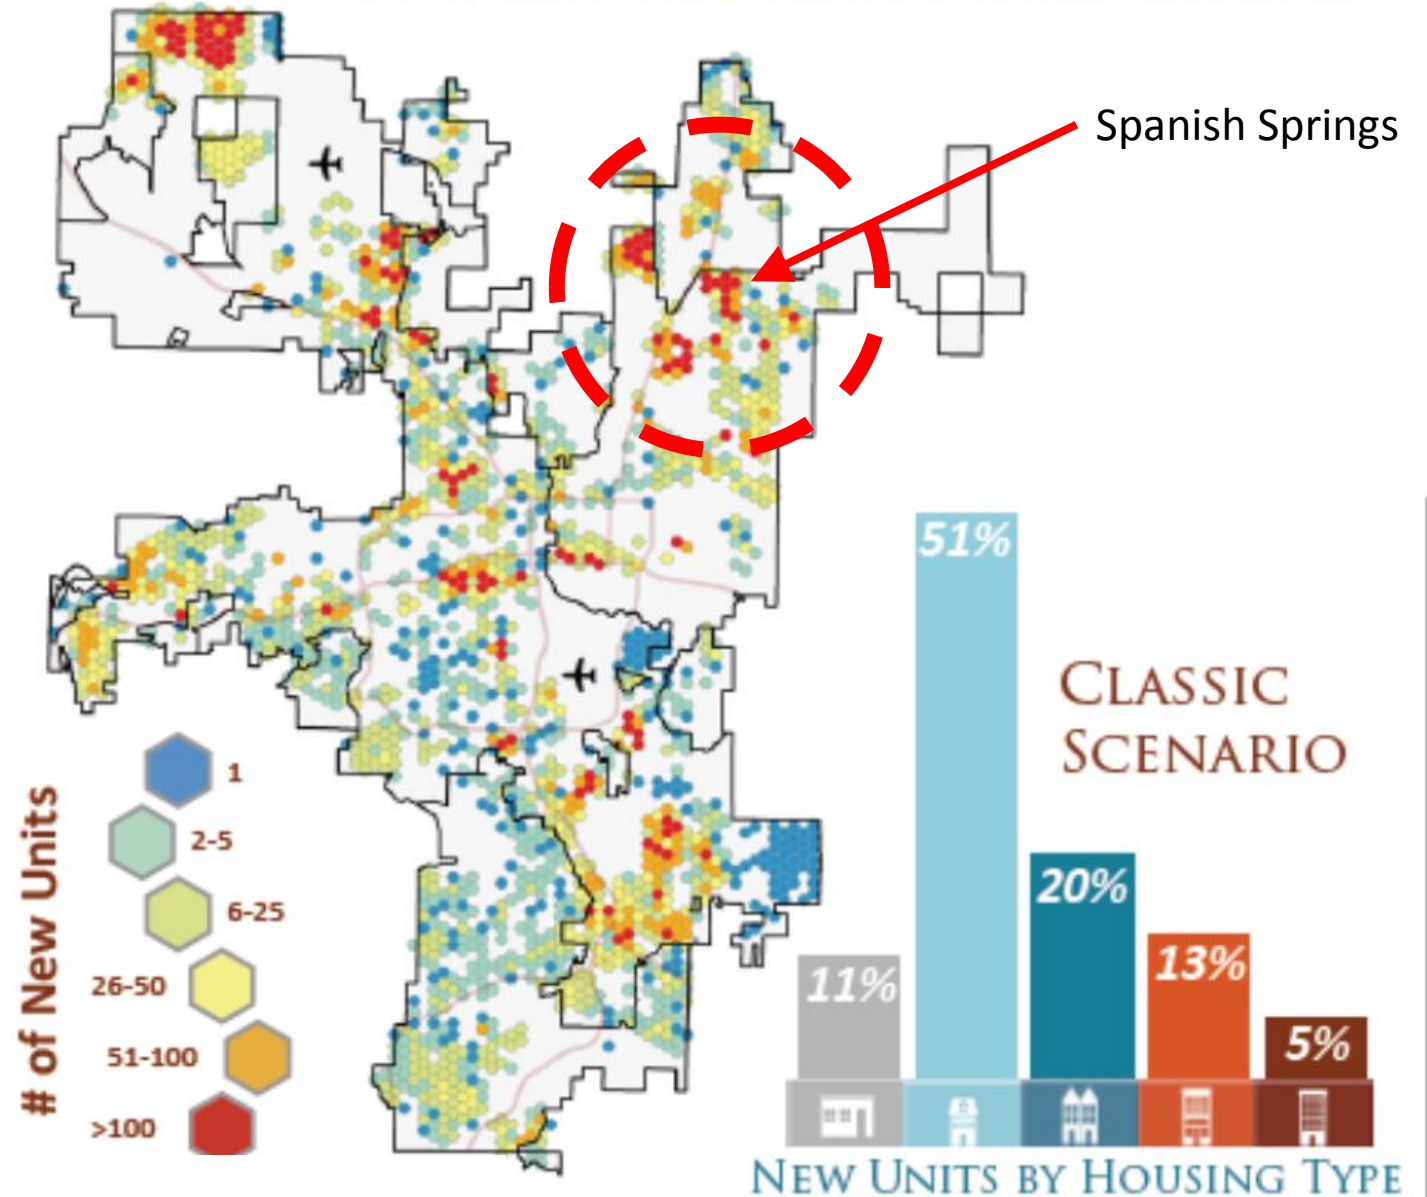 Spanish Springs
# of New Units
1
2-5
6-25
26-50
51-100
>100
CLASSIC
SCENARIO
11%
51%
20%
13%
5%
NEW UNITS BY HOUSING TYPE